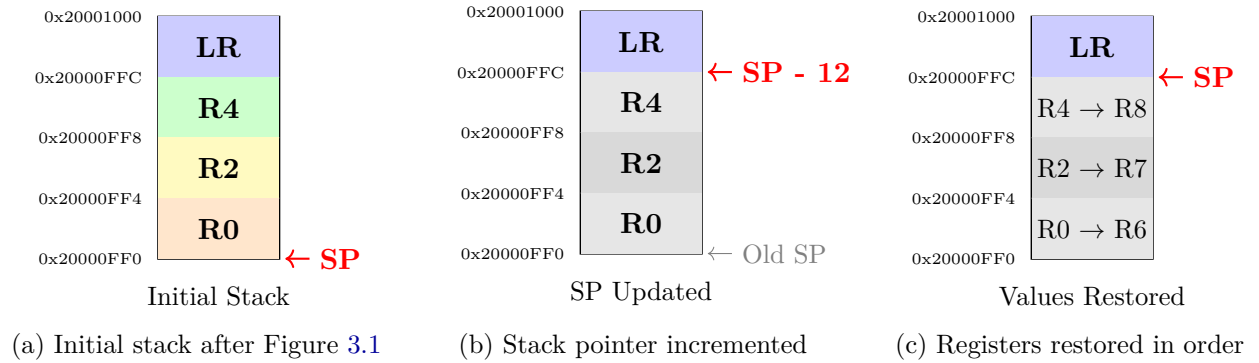 0x20001000
LR
0x20000FFC
R4
0x20000FF8
R2
0x20000FF4
R0
0x20000FF0
← SP
Initial Stack
(a) Initial stack after Figure 3.1
0x20001000
LR
0x20000FFC
← SP - 12
R4
0x20000FF8
R2
0x20000FF4
R0
0x20000FF0
← Old SP
SP Updated
(b) Stack pointer incremented
0x20001000
LR
0x20000FFC
← SP
R4 → R8
0x20000FF8
R2 → R7
0x20000FF4
R0 → R6
0x20000FF0
Values Restored
(c) Registers restored in order